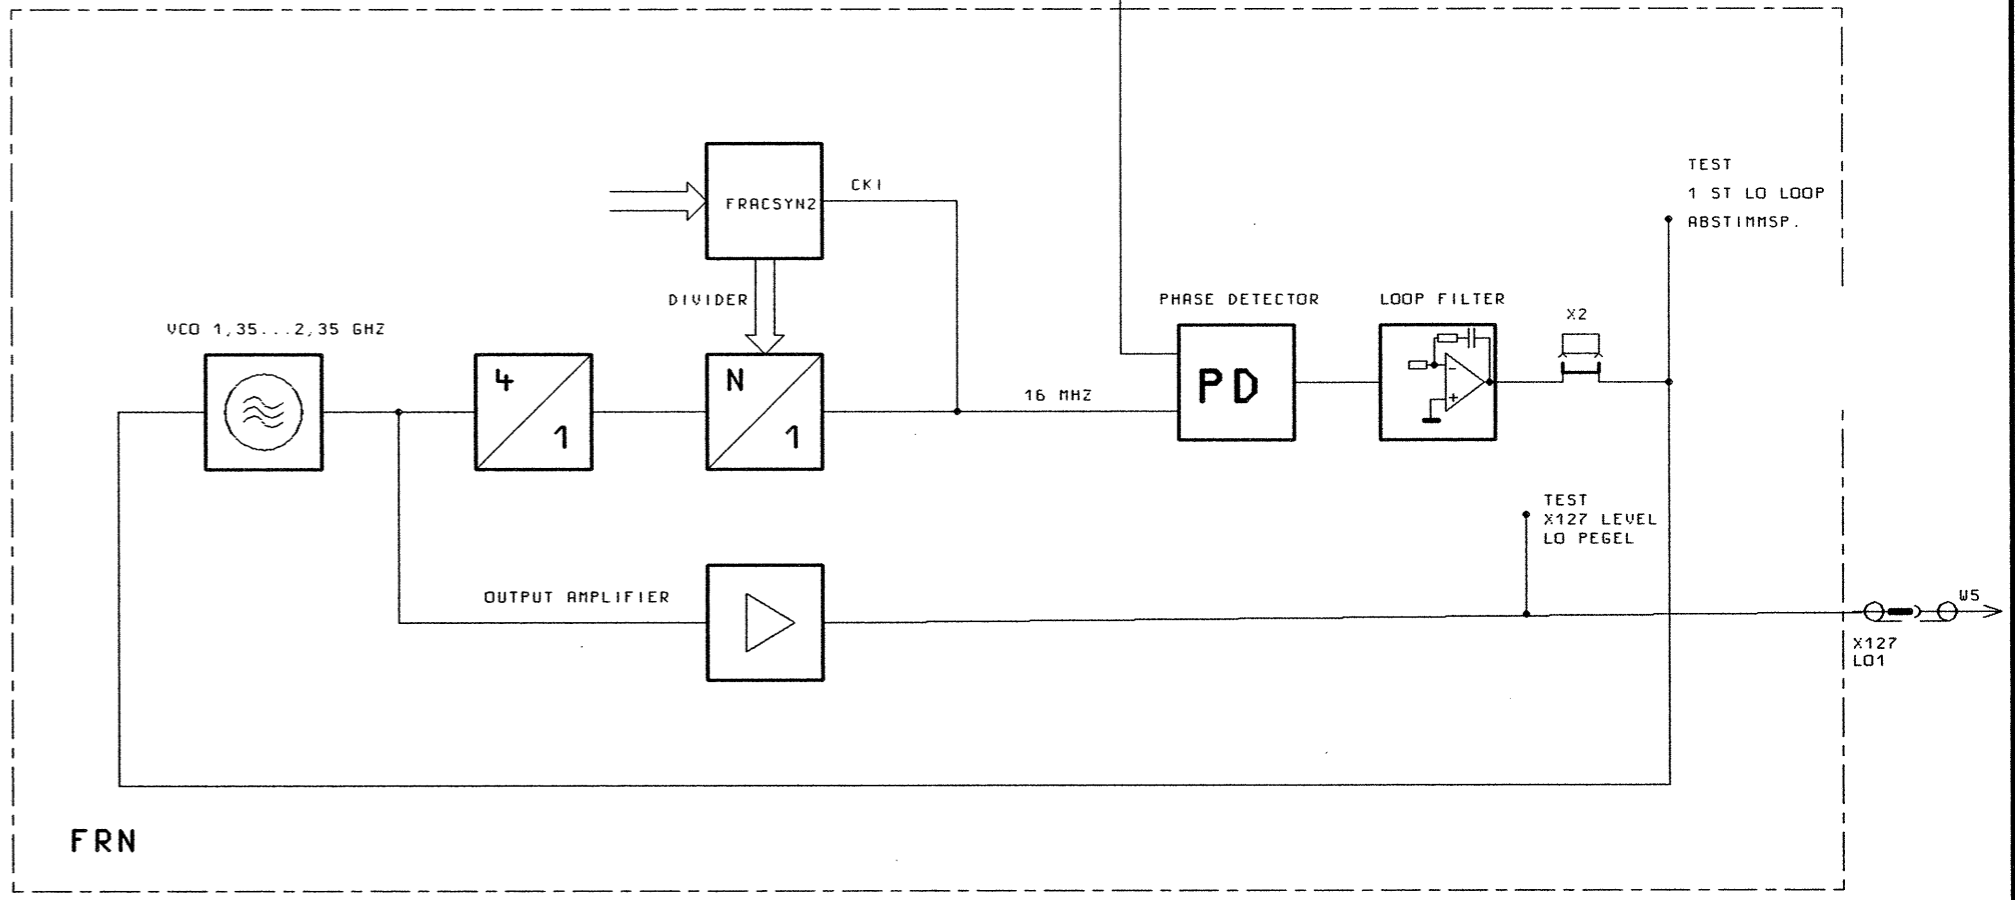 TEST
1 ST LO LOOP
ABSTIMMSP.
CK1
FRACSYN2
DIVIDER
PHASE DETECTOR
LOOP FILTER
X2
VCO 1,35...2,35 GHZ
4
1
N
1
16 MHZ
PD
-
+
TEST
X127 LEVEL
LO PEGEL
OUTPUT AMPLIFIER
W5
X127
LO1
FRN